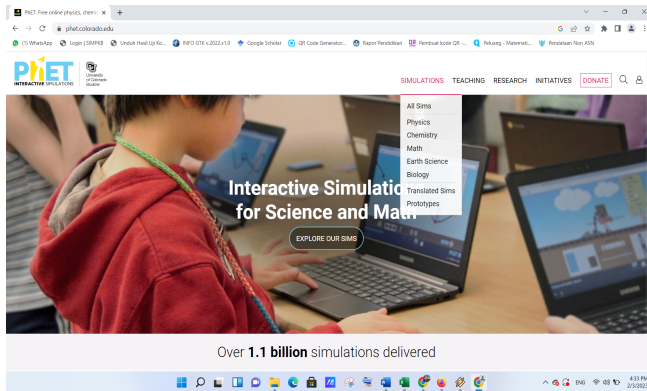 PhET: Free online physics, chemi
phet.colorado.edu
(1) WhatsApp Login | SIMPKB Unduh Hasil Uji Ko... INFO GTK v.2022.v1.0 Google Scholar QR Code Generator... Rapor Pendidikan Pembuat kode QR -... Peluang - Matemati... Pendataan Non ASN
PhET
INTERACTIVE SIMULATIONS
University
of Colorado
Boulder
SIMULATIONS TEACHING RESEARCH INITIATIVES DONATE
All Sims
Physics
Chemistry
Math
Earth Science
Biology
Translated Sims
Prototypes
Interactive Simulatio
for Science and Math
EXPLORE OUR SIMS
Over 1.1 billion simulations delivered
ENG
4:33 PM